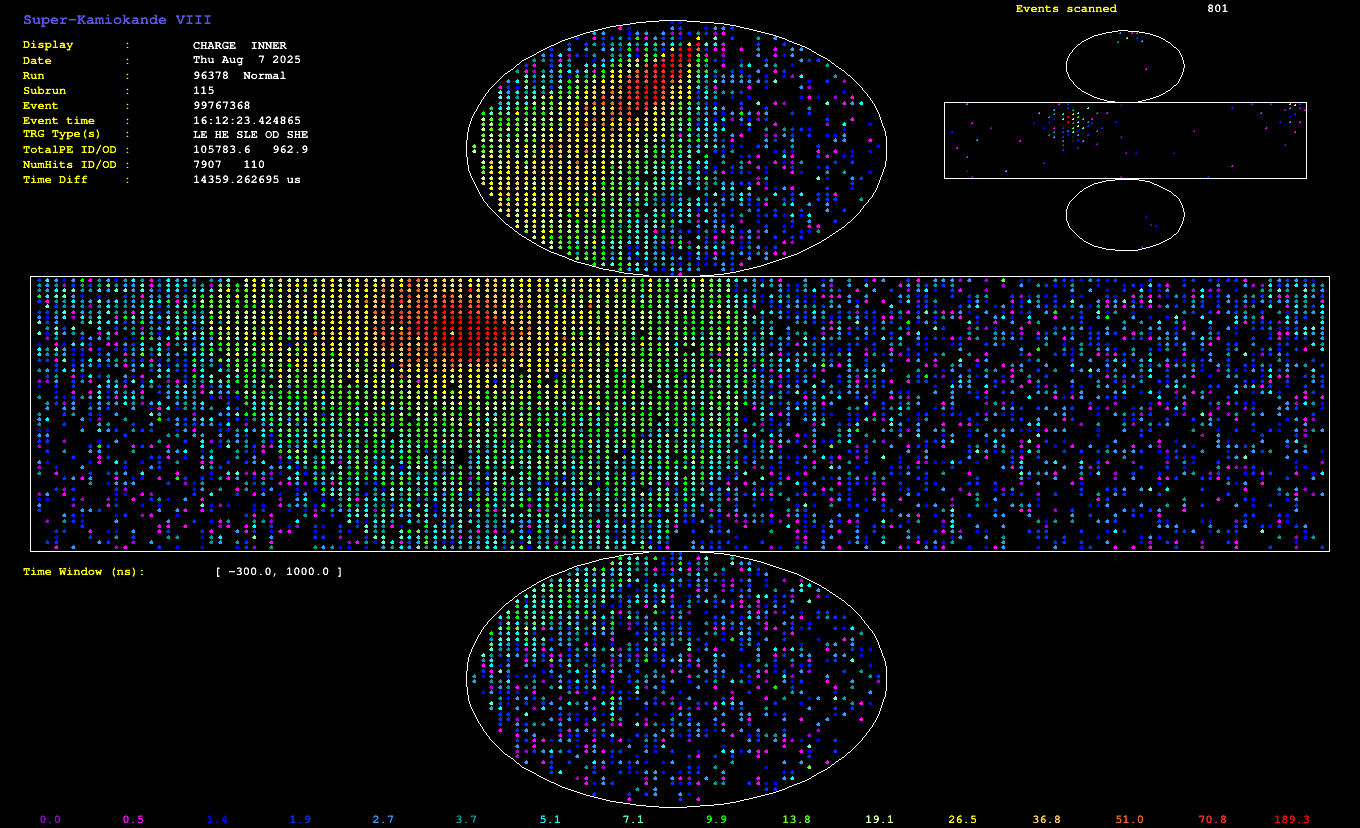 Super-Kamiokande VIII
Display : CHARGE INNER
Date : Thu Aug 7 2025
Run : 96378 Normal
Subrun : 115
Event : 99767368
Event time : 16:12:23.424865
TRG Type(s) : LE HE SLE OD SHE
TotalPE ID/OD : 105783.6 962.9
NumHits ID/OD : 7907 110
Time Diff : 14359.262695 us
Events scanned 801
Time Window (ns): [ -300.0, 1000.0 ]
0.0 0.5 1.4 1.9 2.7 3.7 5.1 7.1 9.9 13.8 19.1 26.5 36.8 51.0 70.8 189.3